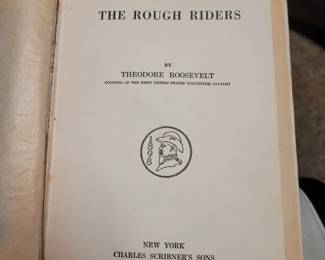 THE ROUGH RIDERS
BY
THEODORE ROOSEVELT
COLONEL OF THE FIRST UNITED STATES VOLUNTEER CAVALRY
1898
NEW YORK
CHARLES SCRIBNER'S SONS